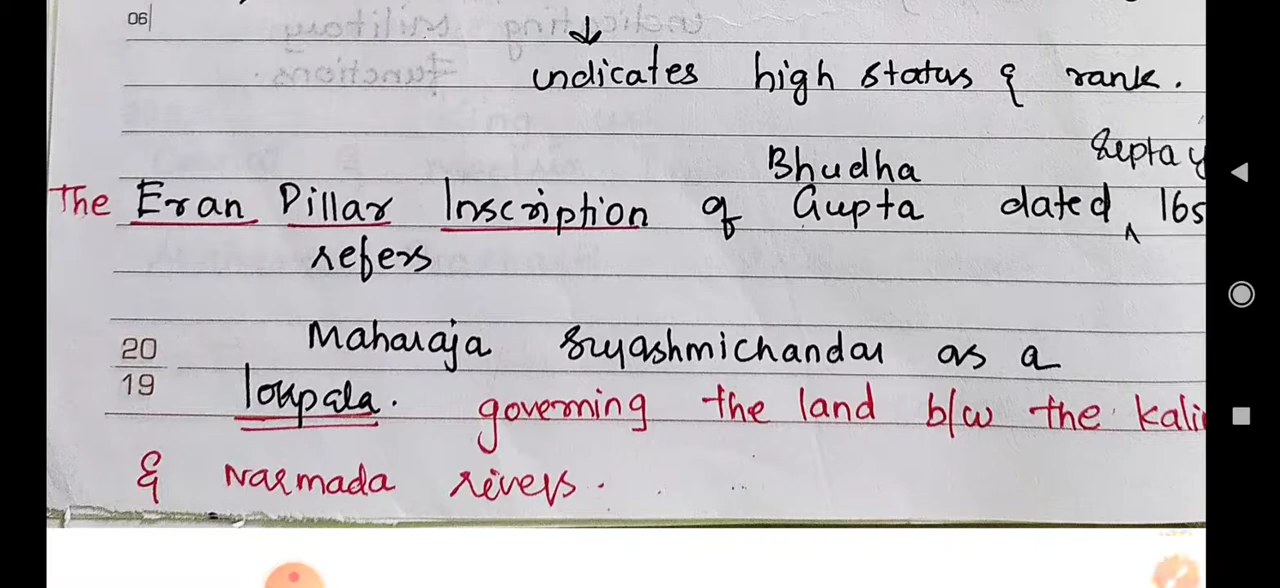 06
indicates high status & rank.
Bhudha
The Eran Pillar Inscription of Gupta dated 165
refers
Maharaja Suyashmichandar as a
20
19
lokpala. governing the land b/w the kali
& Narmada rivers.